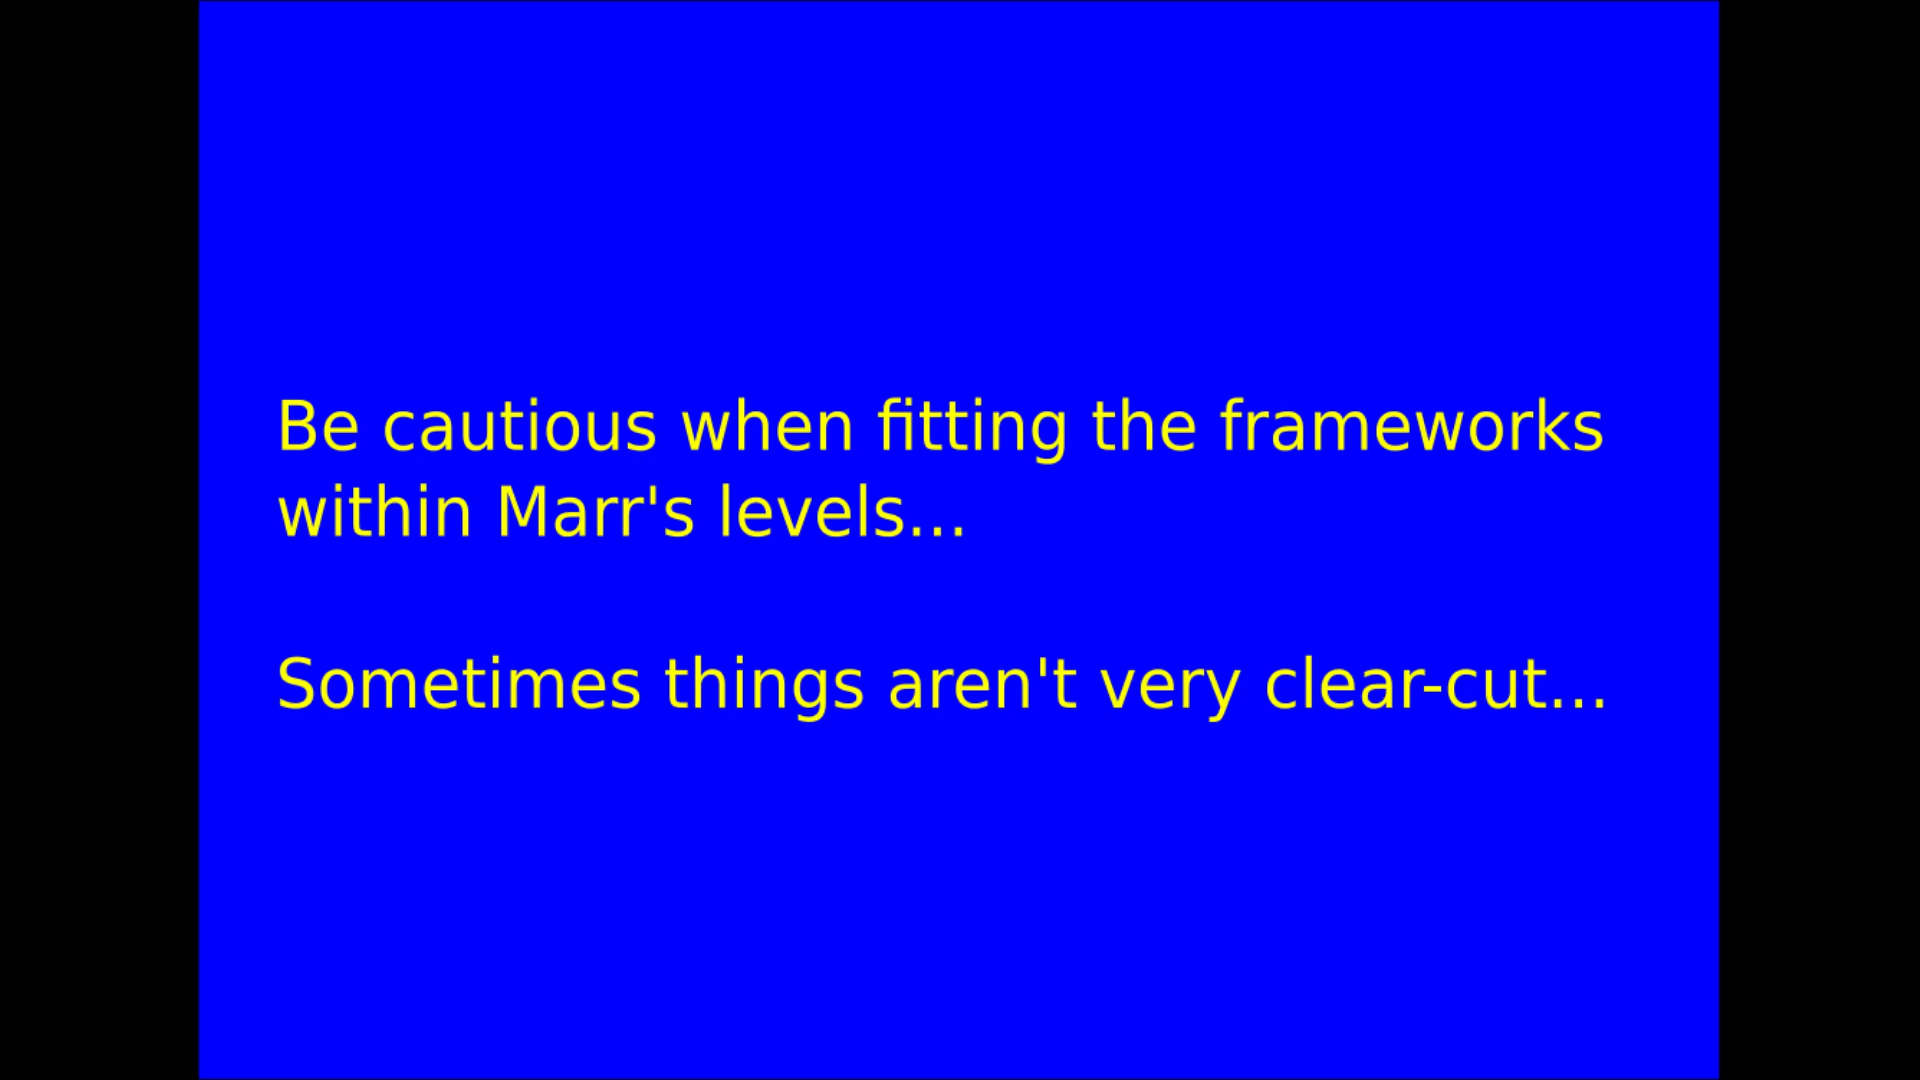 Be cautious when fitting the frameworks
within Marr's levels...
Sometimes things aren't very clear-cut...